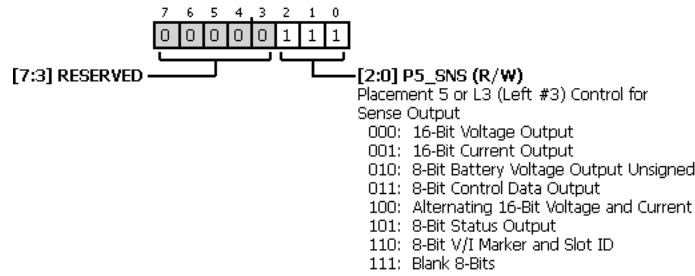 7 6 5 4 3 2 1 0
0 0 0 0 0 1 1 1
[7:3] RESERVED
[2:0] P5_SNS (R/W)
Placement 5 or L3 (Left #3) Control for
Sense Output
000: 16-Bit Voltage Output
001: 16-Bit Current Output
010: 8-Bit Battery Voltage Output Unsigned
011: 8-Bit Control Data Output
100: Alternating 16-Bit Voltage and Current
101: 8-Bit Status Output
110: 8-Bit V/I Marker and Slot ID
111: Blank 8-Bits